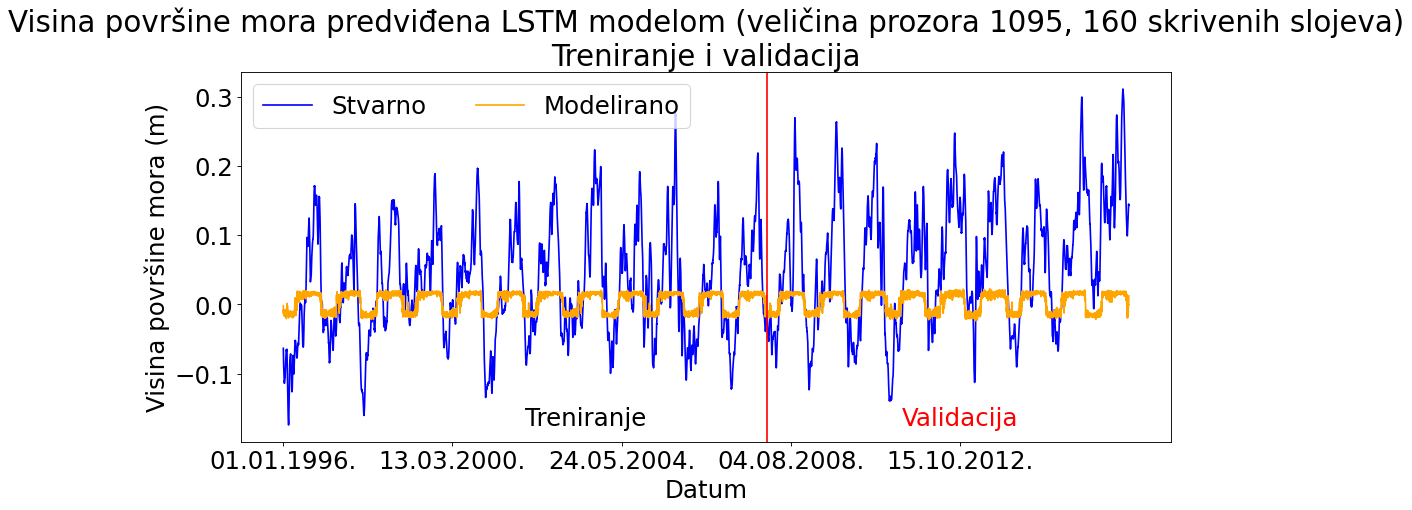 Visina površine mora predviđena LSTM modelom (veličina prozora 1095, 160 skrivenih slojeva)
Treniranje i validacija
Stvarno Modelirano
Visina površine mora (m)
0.3
0.2
0.1
0.0
−0.1
Treniranje
Validacija
01.01.1996. 13.03.2000. 24.05.2004. 04.08.2008. 15.10.2012.
Datum